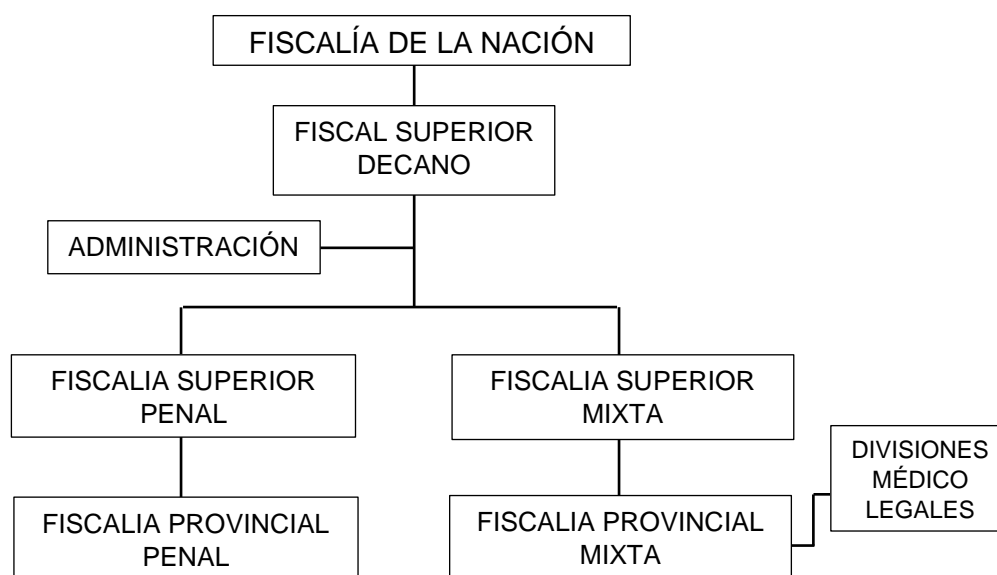 FISCALÍA DE LA NACIÓN
FISCAL SUPERIOR
DECANO
ADMINISTRACIÓN
FISCALIA SUPERIOR
PENAL
FISCALIA SUPERIOR
MIXTA
FISCALIA PROVINCIAL
PENAL
FISCALIA PROVINCIAL
MIXTA
DIVISIONES
MÉDICO
LEGALES